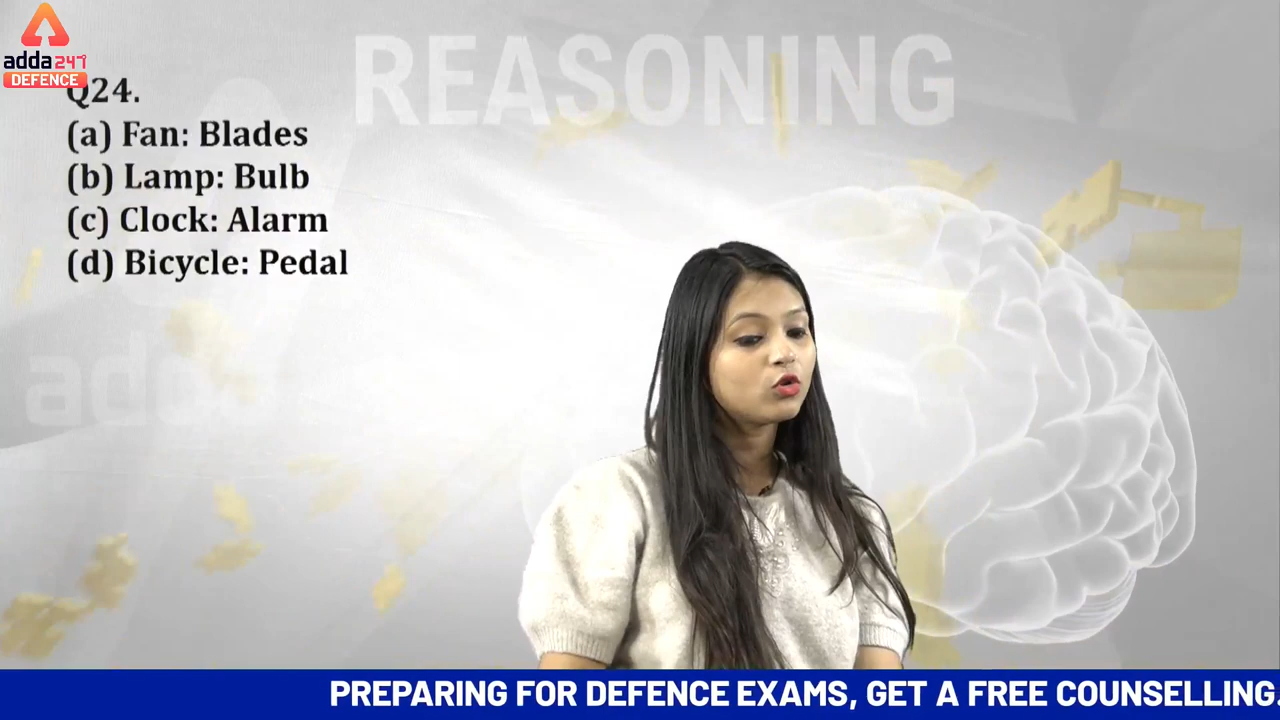 adda247
DEFENCE
REASONING
Q24.
(a) Fan: Blades
(b) Lamp: Bulb
(c) Clock: Alarm
(d) Bicycle: Pedal
PREPARING FOR DEFENCE EXAMS, GET A FREE COUNSELLING.